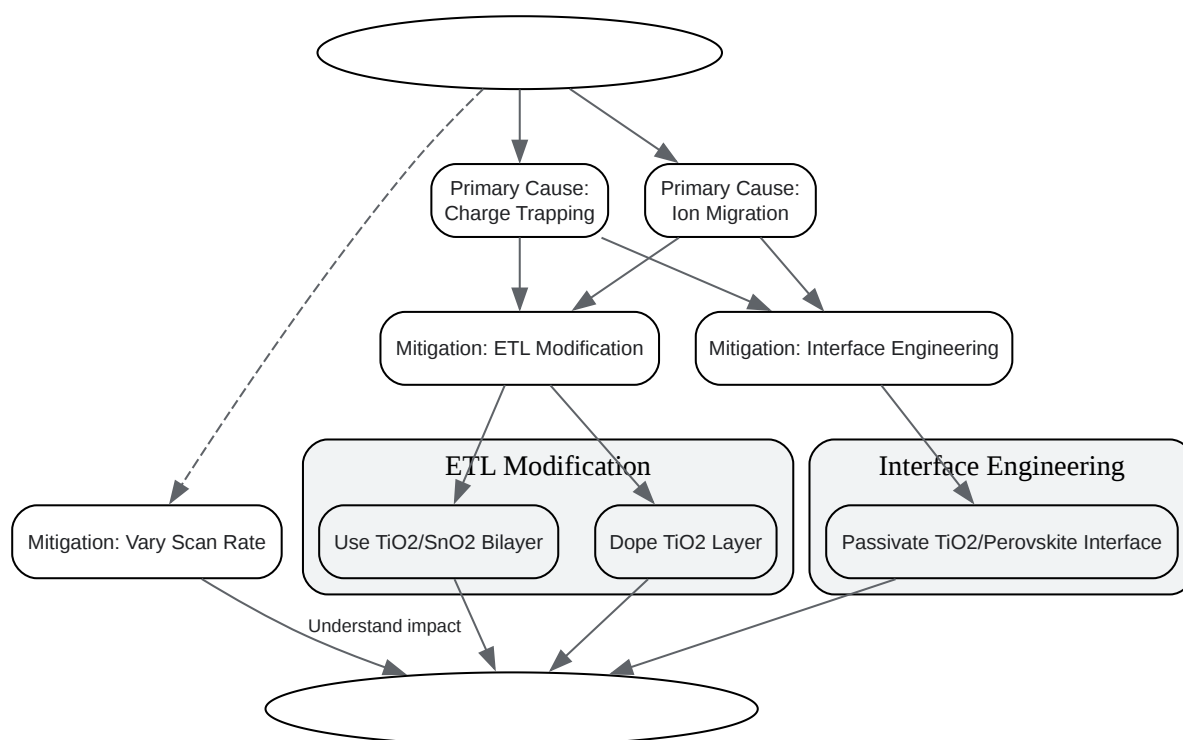 Primary Cause:
Charge Trapping
Primary Cause:
Ion Migration
Mitigation: ETL Modification
Mitigation: Interface Engineering
ETL Modification
Interface Engineering
Mitigation: Vary Scan Rate
Use TiO2/SnO2 Bilayer
Dope TiO2 Layer
Passivate TiO2/Perovskite Interface
Understand impact